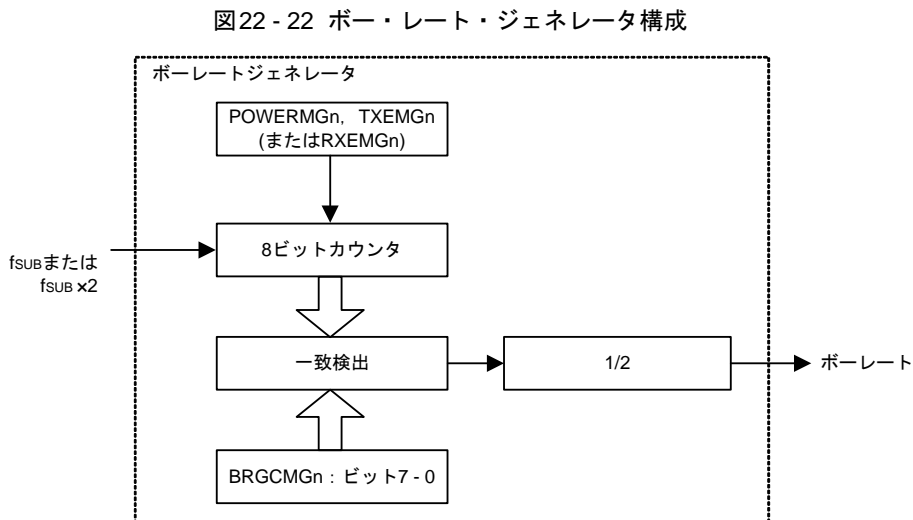 図22 - 22 ボー・レート・ジェネレータ構成
ボーレートジェネレータ
POWERMGn, TXEMGn
(またはRXEMGn)
8ビットカウンタ
fSUBまたは
fSUB ×2
一致検出
1/2
ボーレート
BRGCMGn：ビット7 - 0